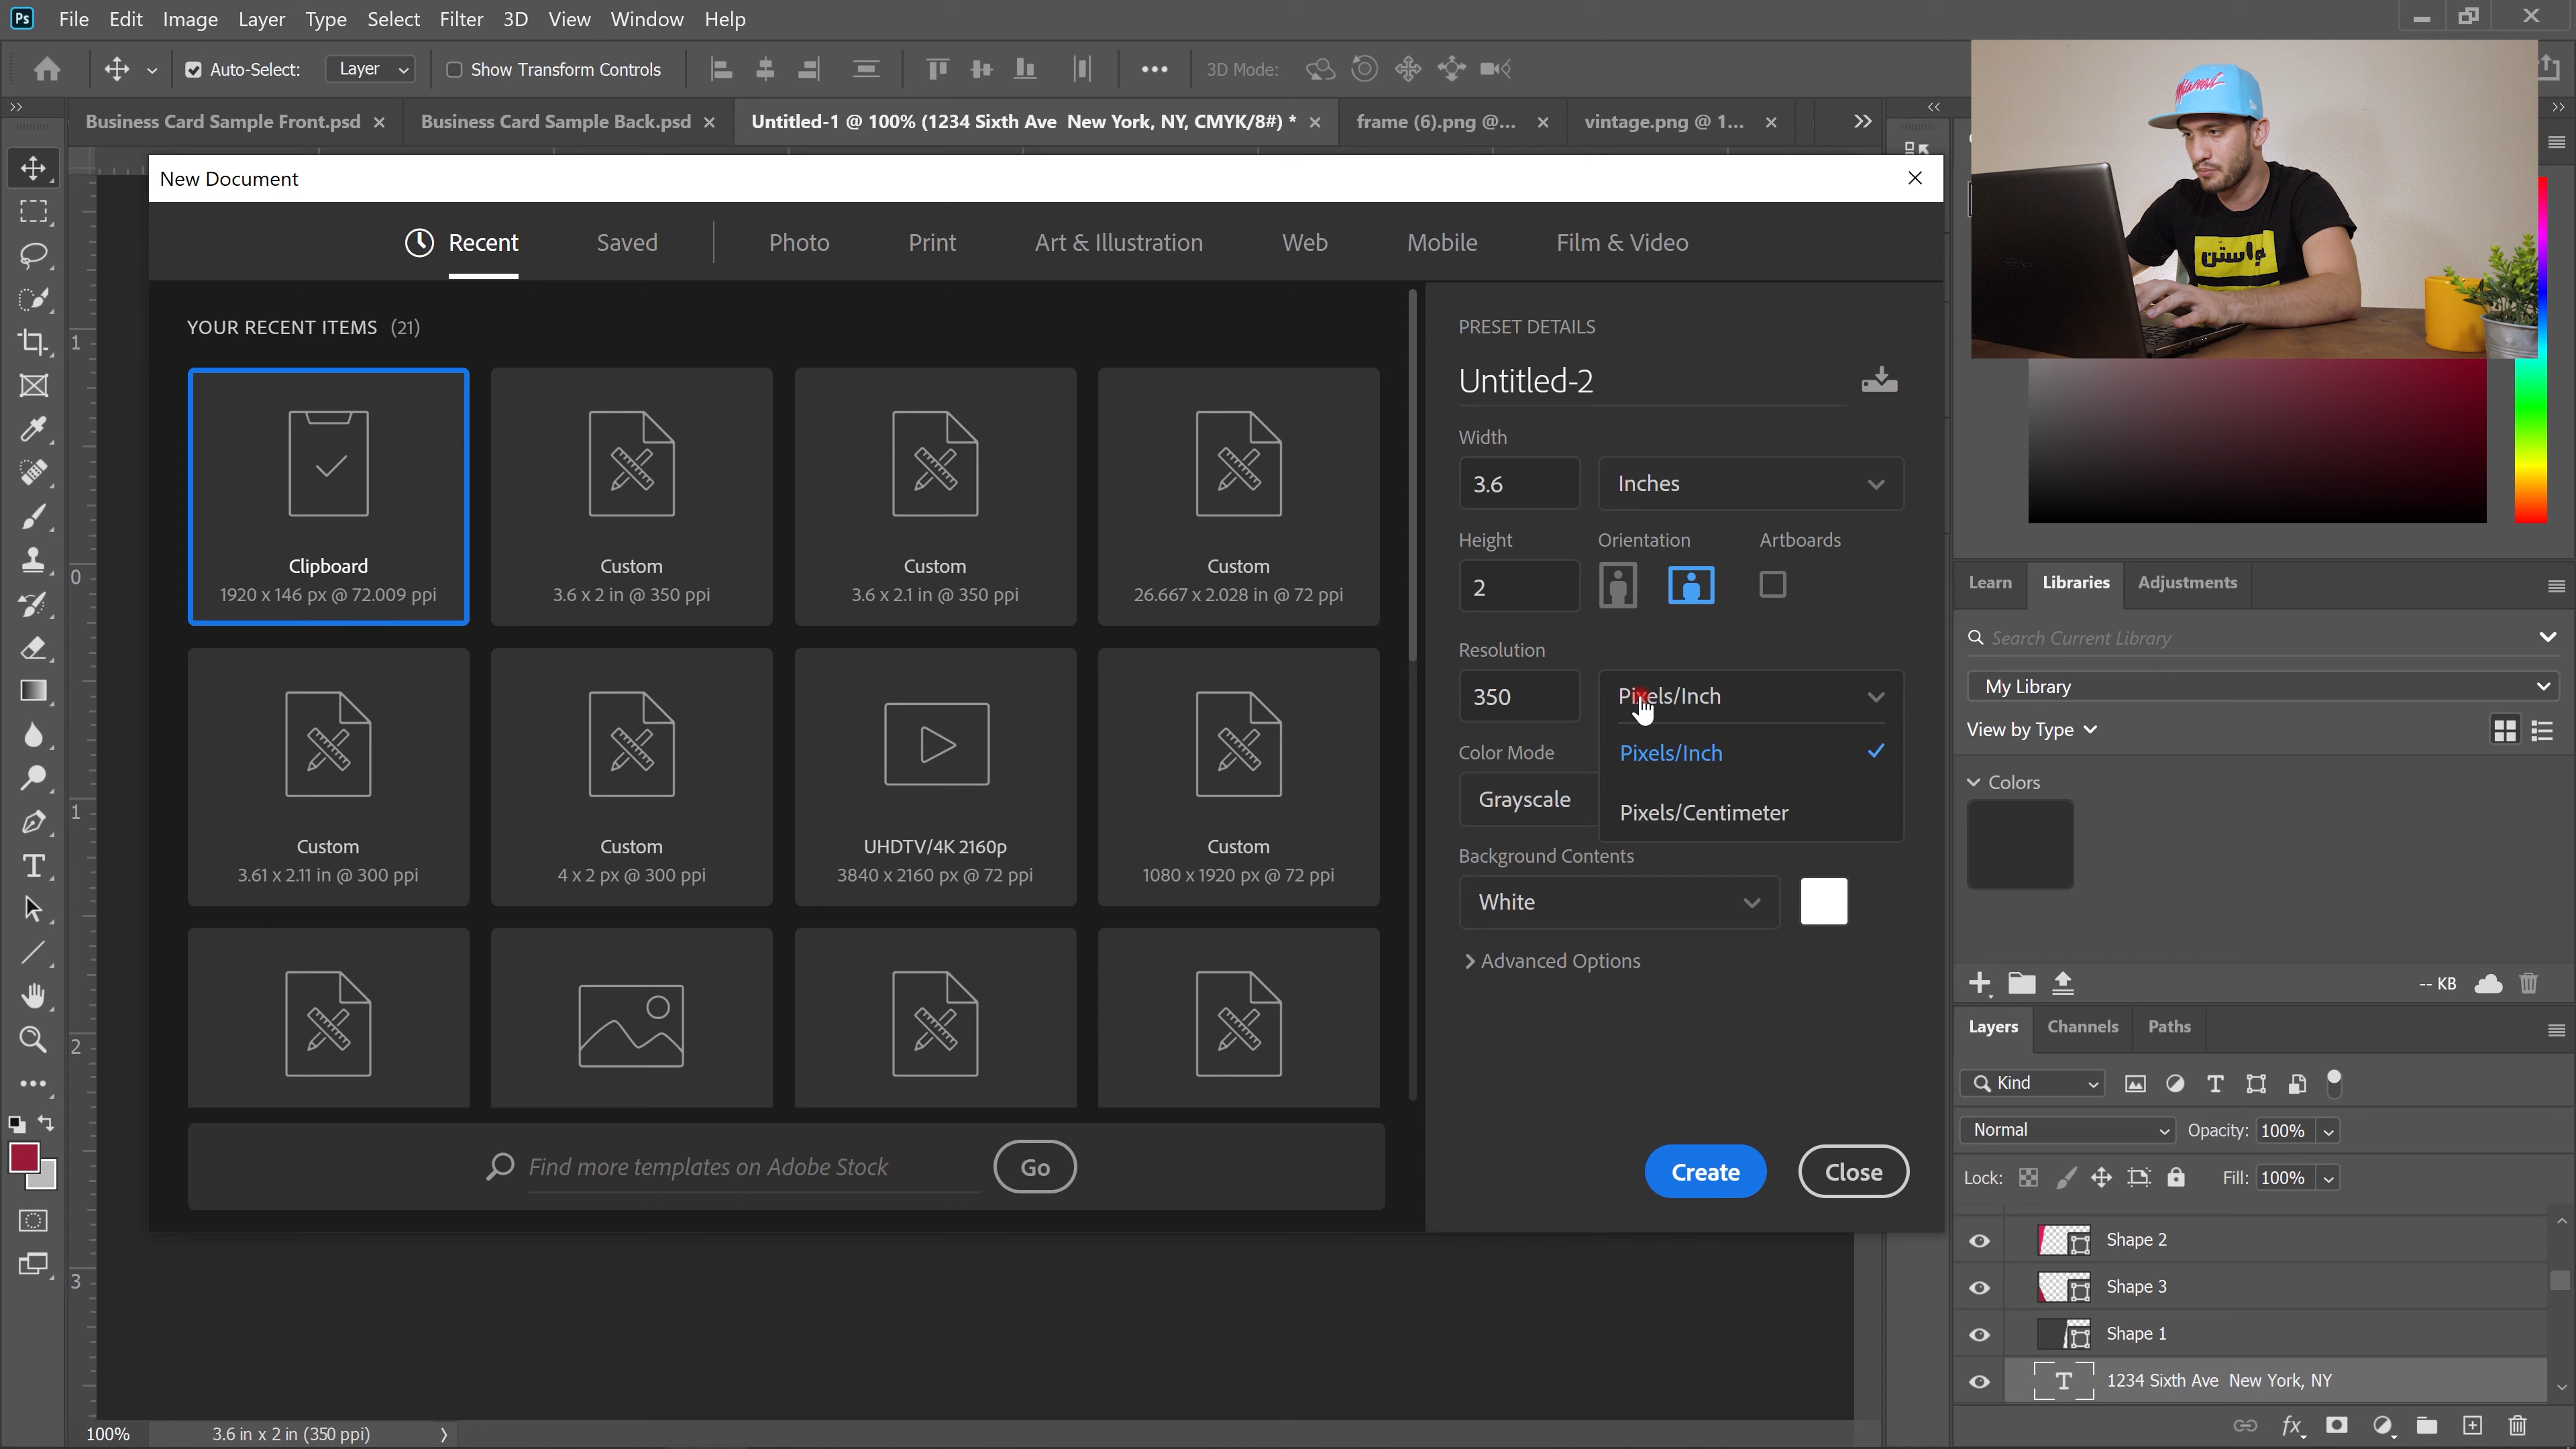 Ps File Edit Image Layer Type Select Filter 3D View Window Help
Auto-Select: Layer Show Transform Controls 3D Mode:
Business Card Sample Front.psd × Business Card Sample Back.psd × Untitled-1 @ 100% (1234 Sixth Ave New York, NY, CMYK/8#) * × frame (6).png @... × vintage.png @ 1... ×
New Document
Recent Saved Photo Print Art & Illustration Web Mobile Film & Video
YOUR RECENT ITEMS (21)
Clipboard
1920 x 146 px @ 72.009 ppi
Custom
3.6 x 2 in @ 350 ppi
Custom
3.6 x 2.1 in @ 350 ppi
Custom
26.667 x 2.028 in @ 72 ppi
Custom
3.61 x 2.11 in @ 300 ppi
Custom
4 x 2 px @ 300 ppi
UHDTV/4K 2160p
3840 x 2160 px @ 72 ppi
Custom
1080 x 1920 px @ 72 ppi
Find more templates on Adobe Stock Go
PRESET DETAILS
Untitled-2
Width
3.6 Inches
Height Orientation Artboards
2
Resolution
350 Pixels/Inch
Pixels/Inch
Pixels/Centimeter
Color Mode
Grayscale
Background Contents
White
Advanced Options
Create Close
Learn Libraries Adjustments
Search Current Library
My Library
View by Type
Colors
-- KB
Layers Channels Paths
Kind
Normal Opacity: 100%
Lock: Fill: 100%
Shape 2
Shape 3
Shape 1
T 1234 Sixth Ave New York, NY
fx
1
0
1
2
3
100% 3.6 in x 2 in (350 ppi)